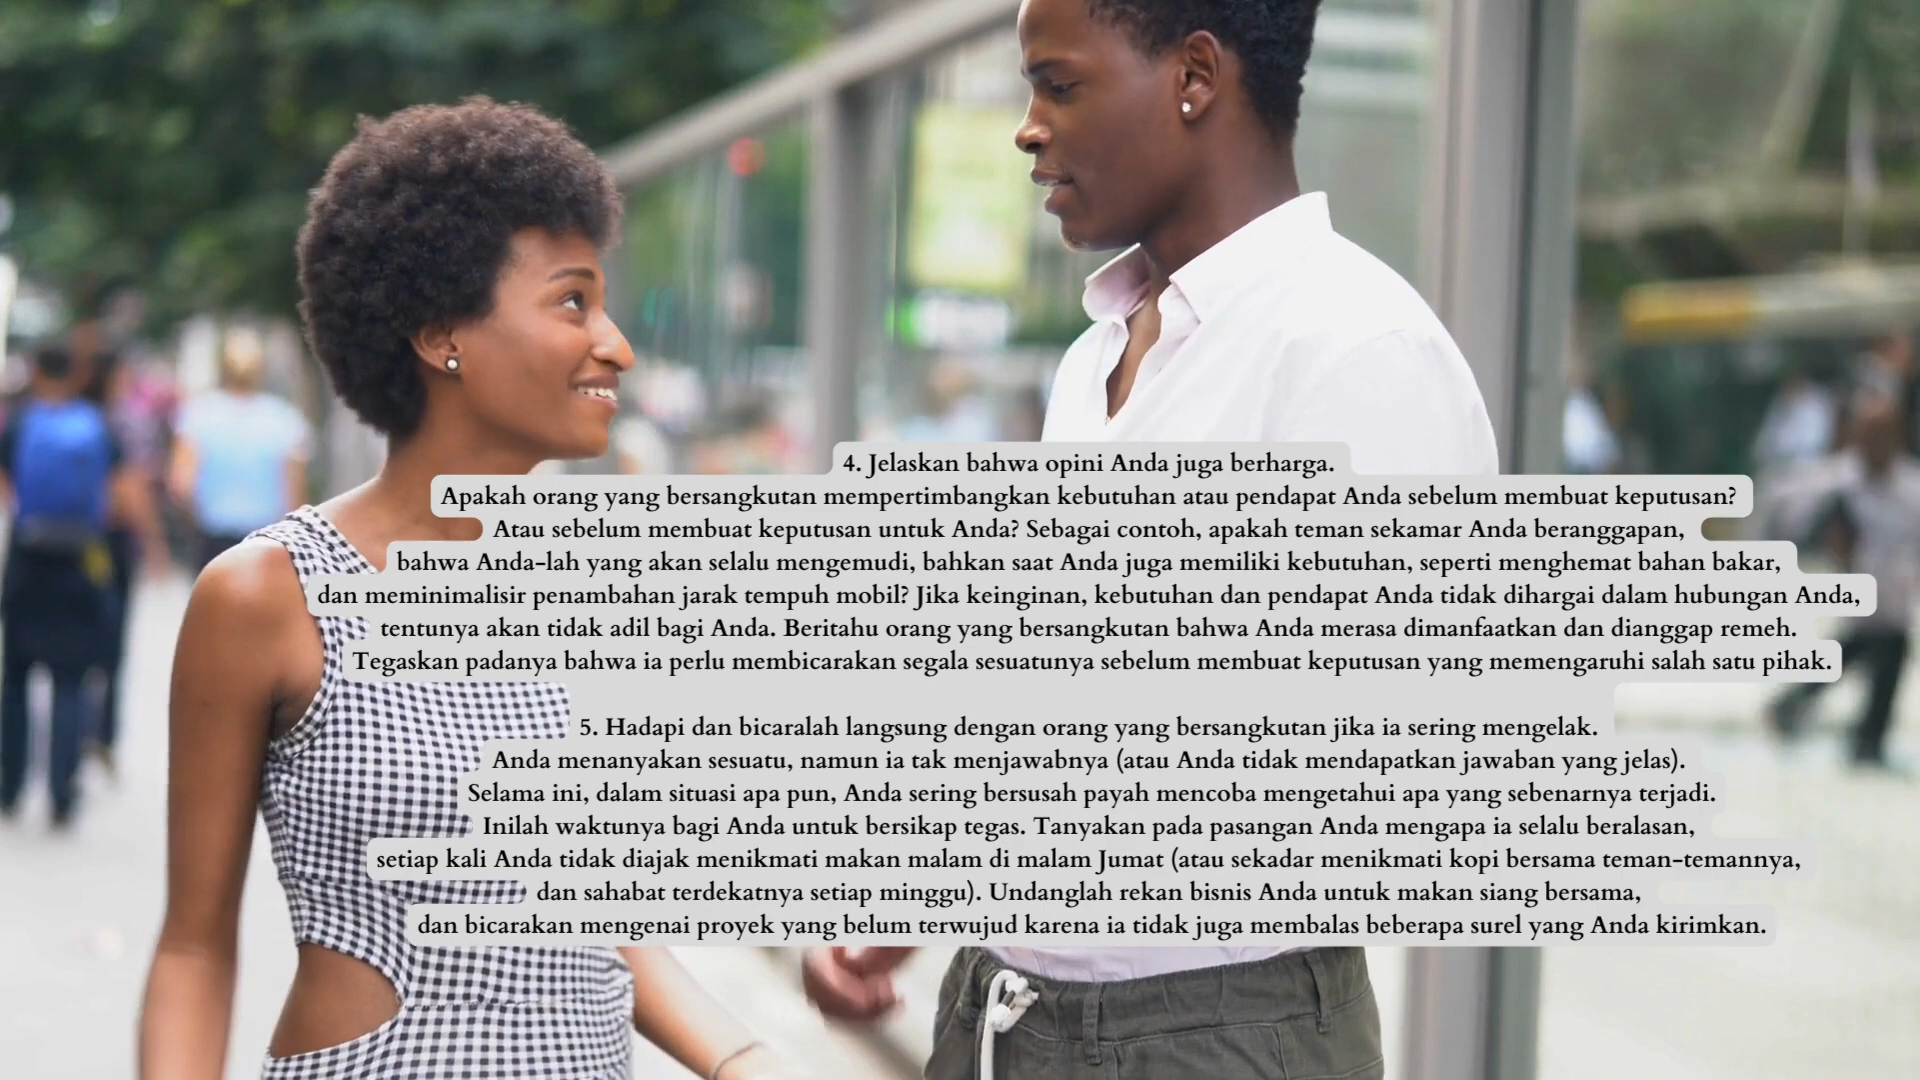 4. Jelaskan bahwa opini Anda juga berharga.
Apakah orang yang bersangkutan mempertimbangkan kebutuhan atau pendapat Anda sebelum membuat keputusan?
Atau sebelum membuat keputusan untuk Anda? Sebagai contoh, apakah teman sekamar Anda beranggapan,
bahwa Anda-lah yang akan selalu mengemudi, bahkan saat Anda juga memiliki kebutuhan, seperti menghemat bahan bakar,
dan meminimalisir penambahan jarak tempuh mobil? Jika keinginan, kebutuhan dan pendapat Anda tidak dihargai dalam hubungan Anda,
tentunya akan tidak adil bagi Anda. Beritahu orang yang bersangkutan bahwa Anda merasa dimanfaatkan dan dianggap remeh.
Tegaskan padanya bahwa ia perlu membicarakan segala sesuatunya sebelum membuat keputusan yang memengaruhi salah satu pihak.
5. Hadapi dan bicaralah langsung dengan orang yang bersangkutan jika ia sering mengelak.
Anda menanyakan sesuatu, namun ia tak menjawabnya (atau Anda tidak mendapatkan jawaban yang jelas).
Selama ini, dalam situasi apa pun, Anda sering bersusah payah mencoba mengetahui apa yang sebenarnya terjadi.
Inilah waktunya bagi Anda untuk bersikap tegas. Tanyakan pada pasangan Anda mengapa ia selalu beralasan,
setiap kali Anda tidak diajak menikmati makan malam di malam Jumat (atau sekadar menikmati kopi bersama teman-temannya,
dan sahabat terdekatnya setiap minggu). Undanglah rekan bisnis Anda untuk makan siang bersama,
dan bicarakan mengenai proyek yang belum terwujud karena ia tidak juga membalas beberapa surel yang Anda kirimkan.